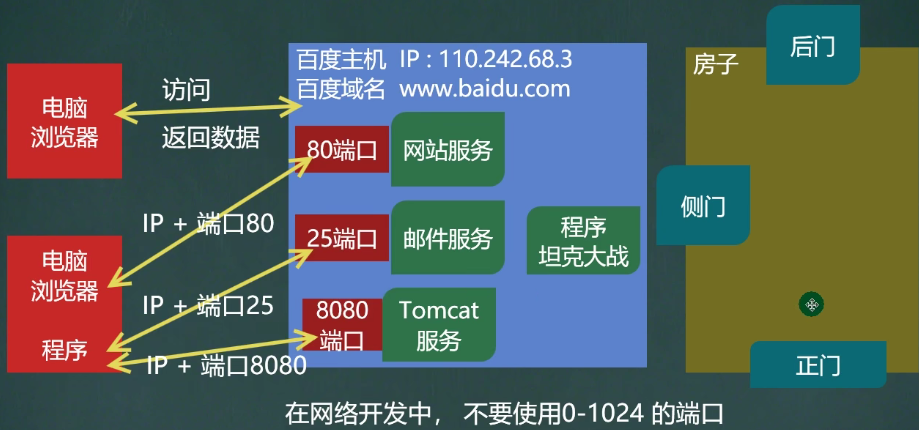 电脑
浏览器
访问
返回数据
百度主机 IP : 110.242.68.3
百度域名 www.baidu.com
80端口
网站服务
IP + 端口80
25端口
邮件服务
程序
坦克大战
电脑
浏览器
程序
IP + 端口25
8080
端口
Tomcat
服务
IP + 端口8080
房子
后门
侧门
正门
在网络开发中， 不要使用0-1024 的端口